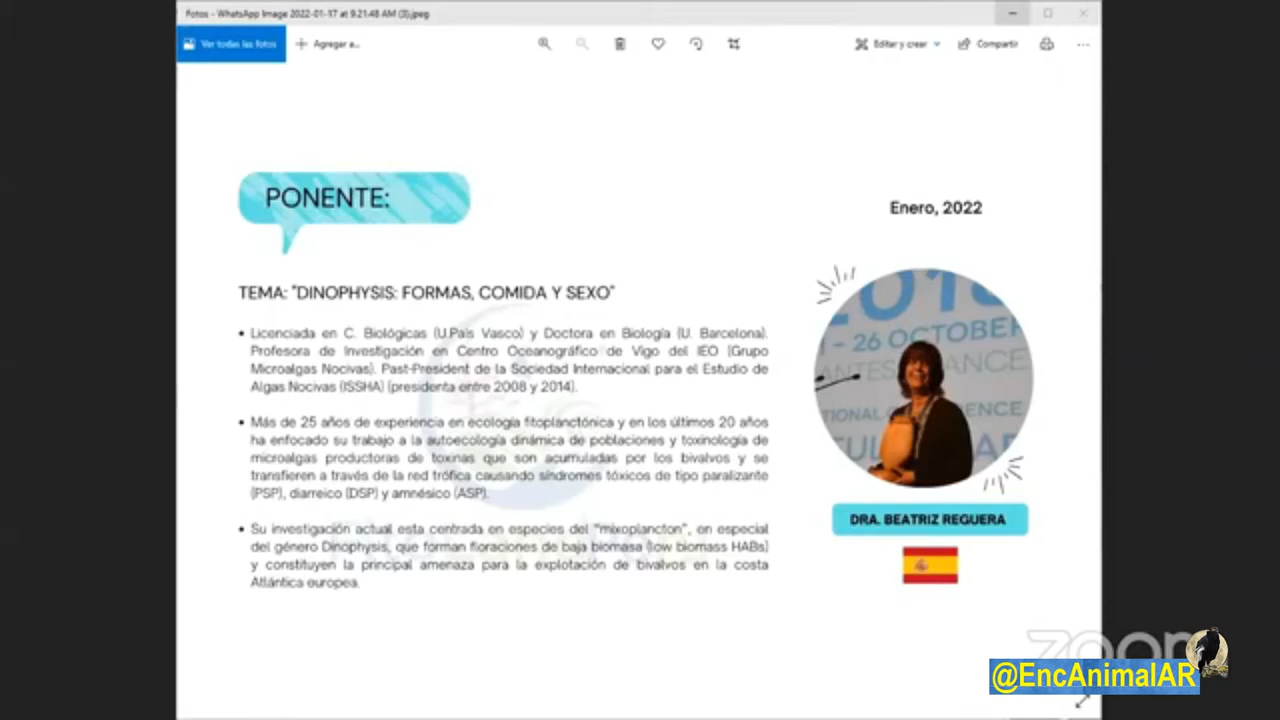 Fotos - WhatsApp Image 2022-01-17 at 9.21.48 AM (3).jpeg
Ver todas las fotos
Agregar a...
Editar y crear
Compartir
PONENTE:
Enero, 2022
TEMA: "DINOPHYSIS: FORMAS, COMIDA Y SEXO"
• Licenciada en C. Biológicas (U.País Vasco) y Doctora en Biología (U. Barcelona).
Profesora de Investigación en Centro Oceanográfico de Vigo del IEO (Grupo
Microalgas Nocivas). Past-President de la Sociedad Internacional para el Estudio de
Algas Nocivas (ISSHA) (presidenta entre 2008 y 2014).
• Más de 25 años de experiencia en ecología fitoplanctónica y en los últimos 20 años
ha enfocado su trabajo a la autoecología dinámica de poblaciones y toxinología de
microalgas productoras de toxinas que son acumuladas por los bivalvos y se
transfieren a través de la red trófica causando síndromes tóxicos de tipo paralizante
(PSP), diarreico (DSP) y amnésico (ASP).
• Su investigación actual esta centrada en especies del "mixoplancton", en especial
del género Dinophysis, que forman floraciones de baja biomasa (low biomass HABs)
y constituyen la principal amenaza para la explotación de bivalvos en la costa
Atlántica europea.
- 26 OCTOBER
DRA. BEATRIZ REGUERA
zoom
@EncAnimalAR